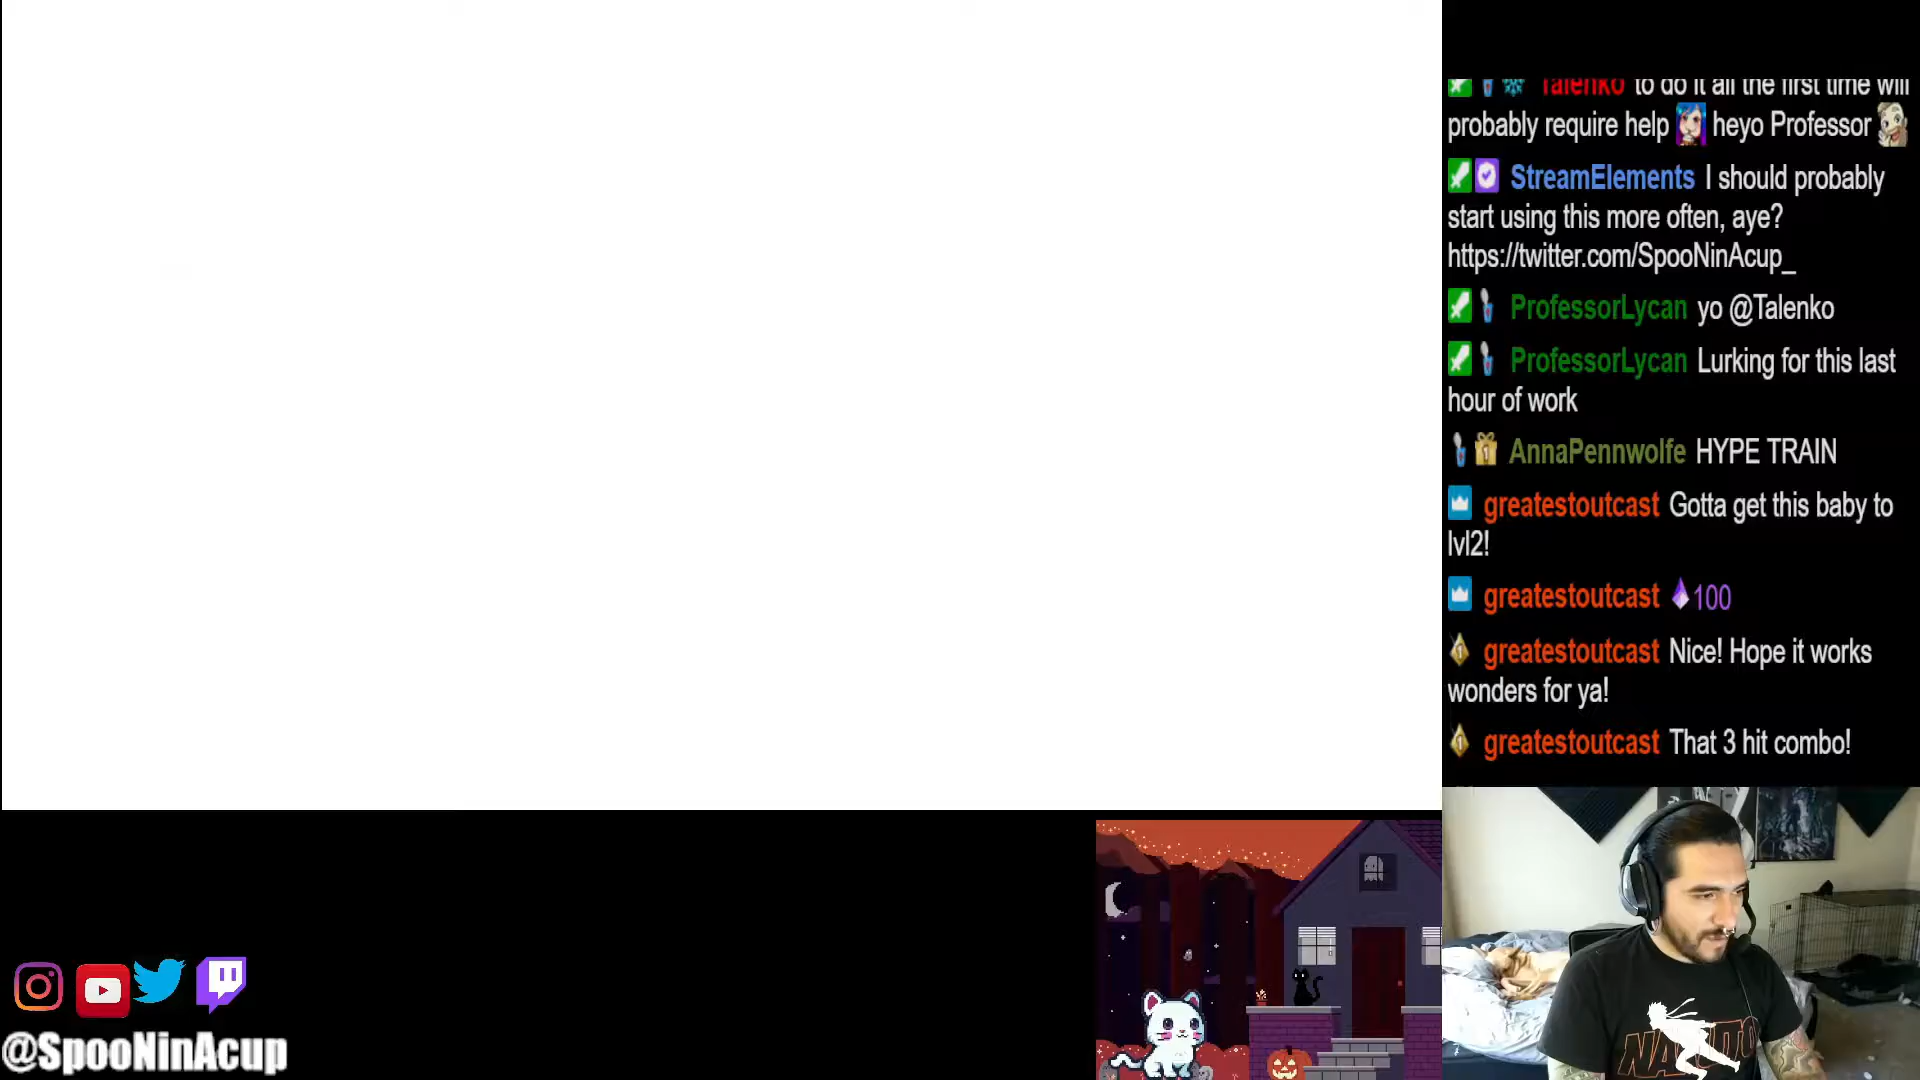 Talenko to do it all the first time will
probably require help heyo Professor
StreamElements I should probably
start using this more often, aye?
https://twitter.com/SpooNinAcup_
ProfessorLycan yo @Talenko
ProfessorLycan Lurking for this last
hour of work
AnnaPennwolfe HYPE TRAIN
greatestoutcast Gotta get this baby to
lvl2!
greatestoutcast 100
greatestoutcast Nice! Hope it works
wonders for ya!
greatestoutcast That 3 hit combo!
NARUTO
@SpooNinAcup